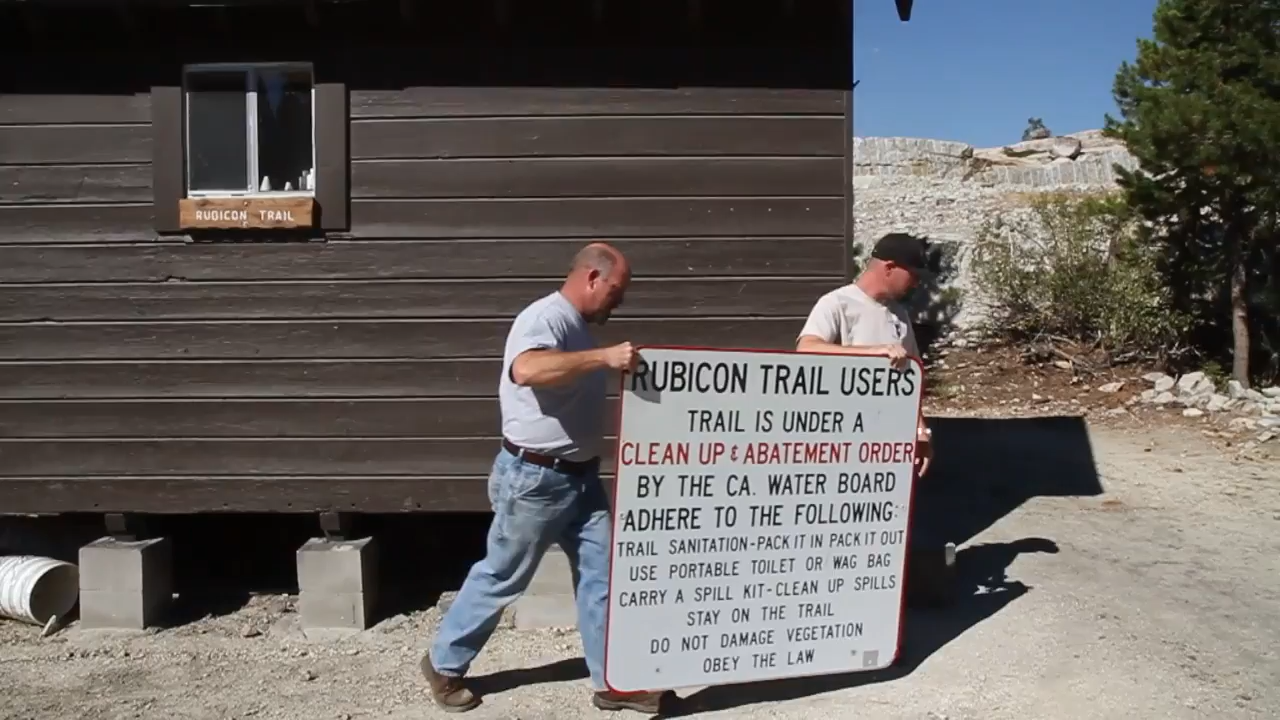 RUBICON TRAIL
RUBICON TRAIL USERS
TRAIL IS UNDER A
CLEAN UP & ABATEMENT ORDER
BY THE CA. WATER BOARD
ADHERE TO THE FOLLOWING:
TRAIL SANITATION-PACK IT IN PACK IT OUT
USE PORTABLE TOILET OR WAG BAG
CARRY A SPILL KIT-CLEAN UP SPILLS
STAY ON THE TRAIL
DO NOT DAMAGE VEGETATION
OBEY THE LAW